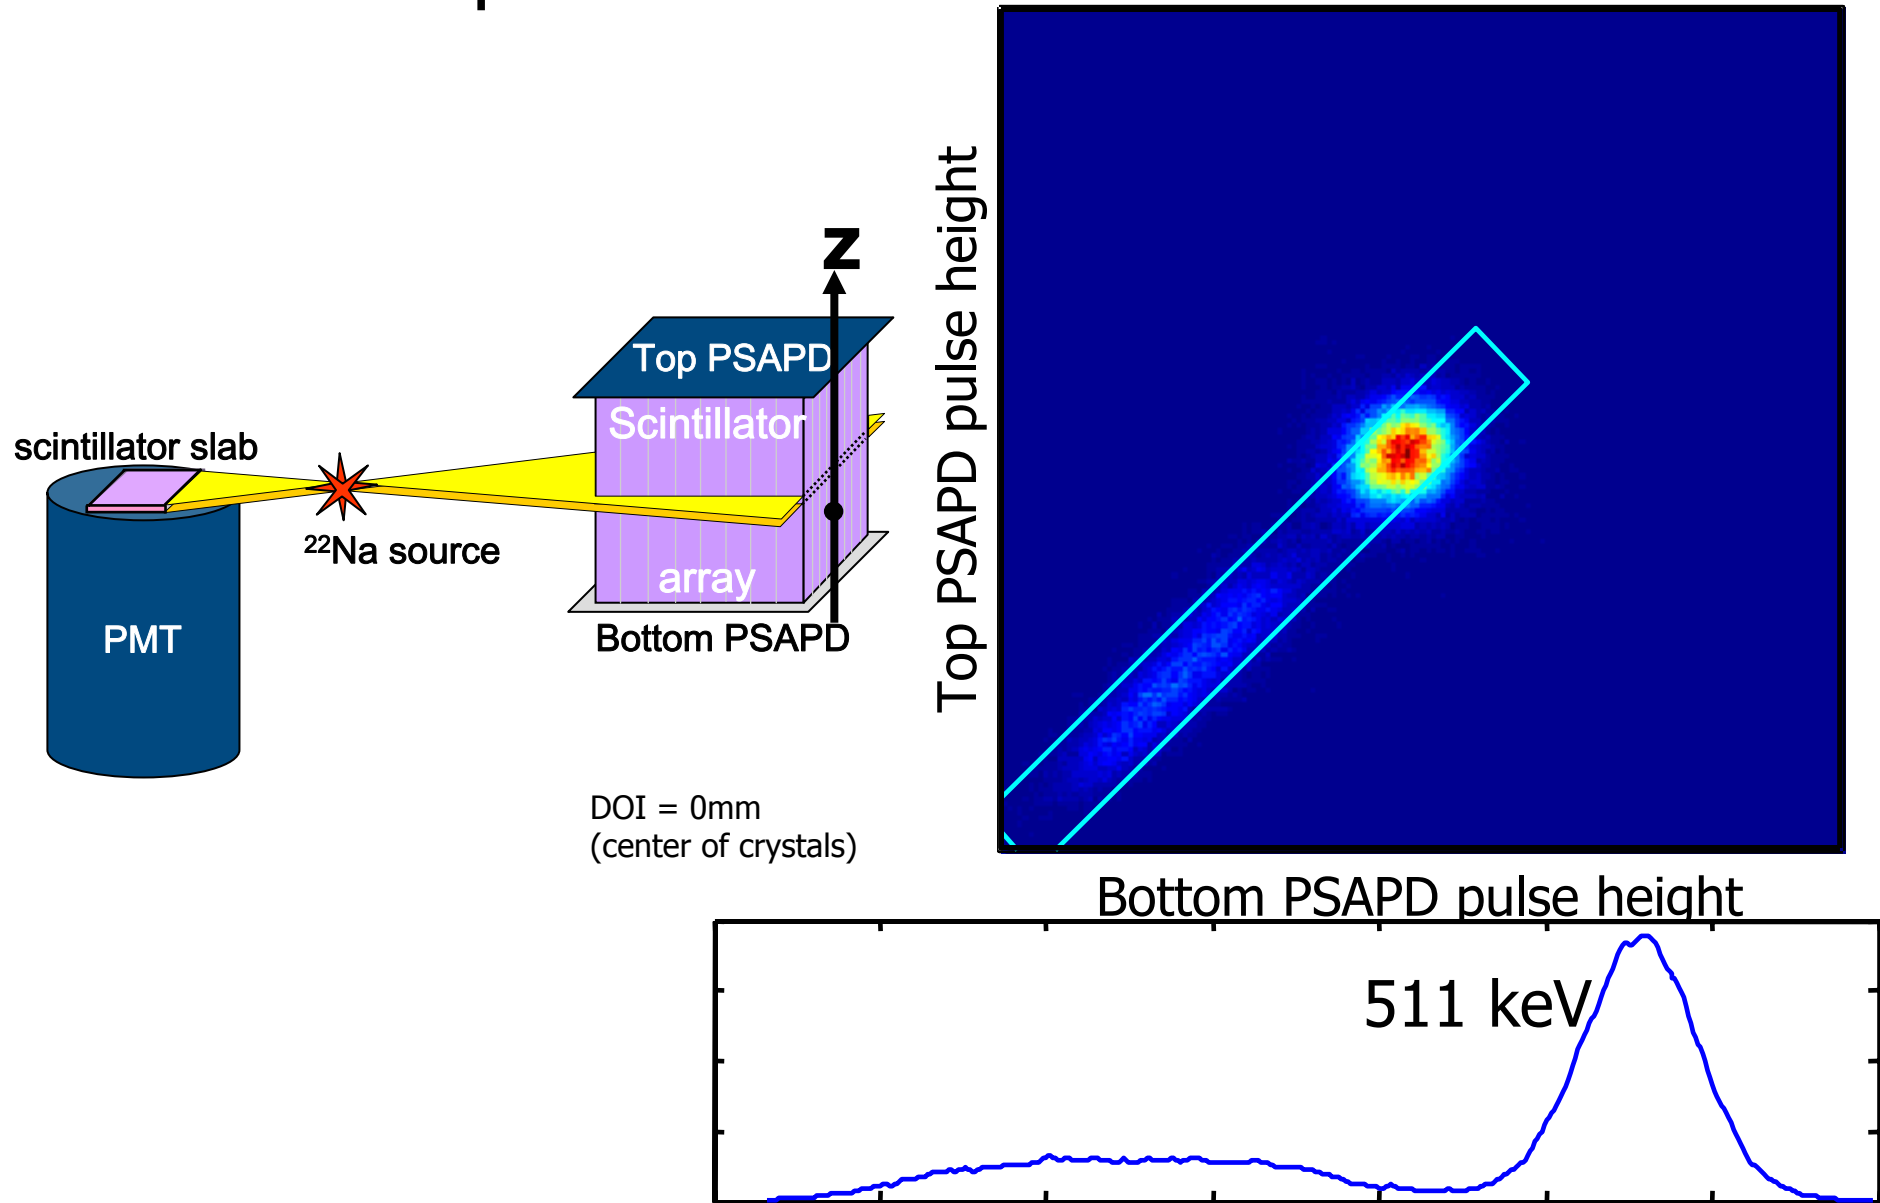 z
Top PSAPD
Scintillator
scintillator slab
²²Na source
array
PMT
Bottom PSAPD
DOI = 0mm
(center of crystals)
Top PSAPD pulse height
Bottom PSAPD pulse height
511 keV